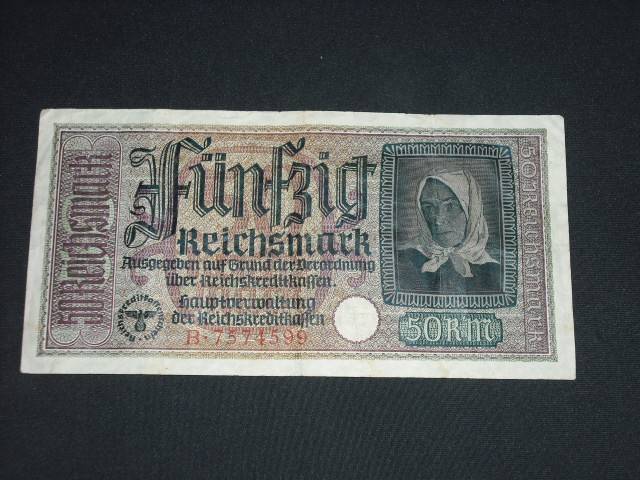 50 Reichsmark
Fünfzig
Reichsmark
Ausgegeben auf Grund der Verordnung
über Reichskreditkassen.
Hauptverwaltung
der Reichskreditkassen
B·7574599
50 RM
50 Reichsmark